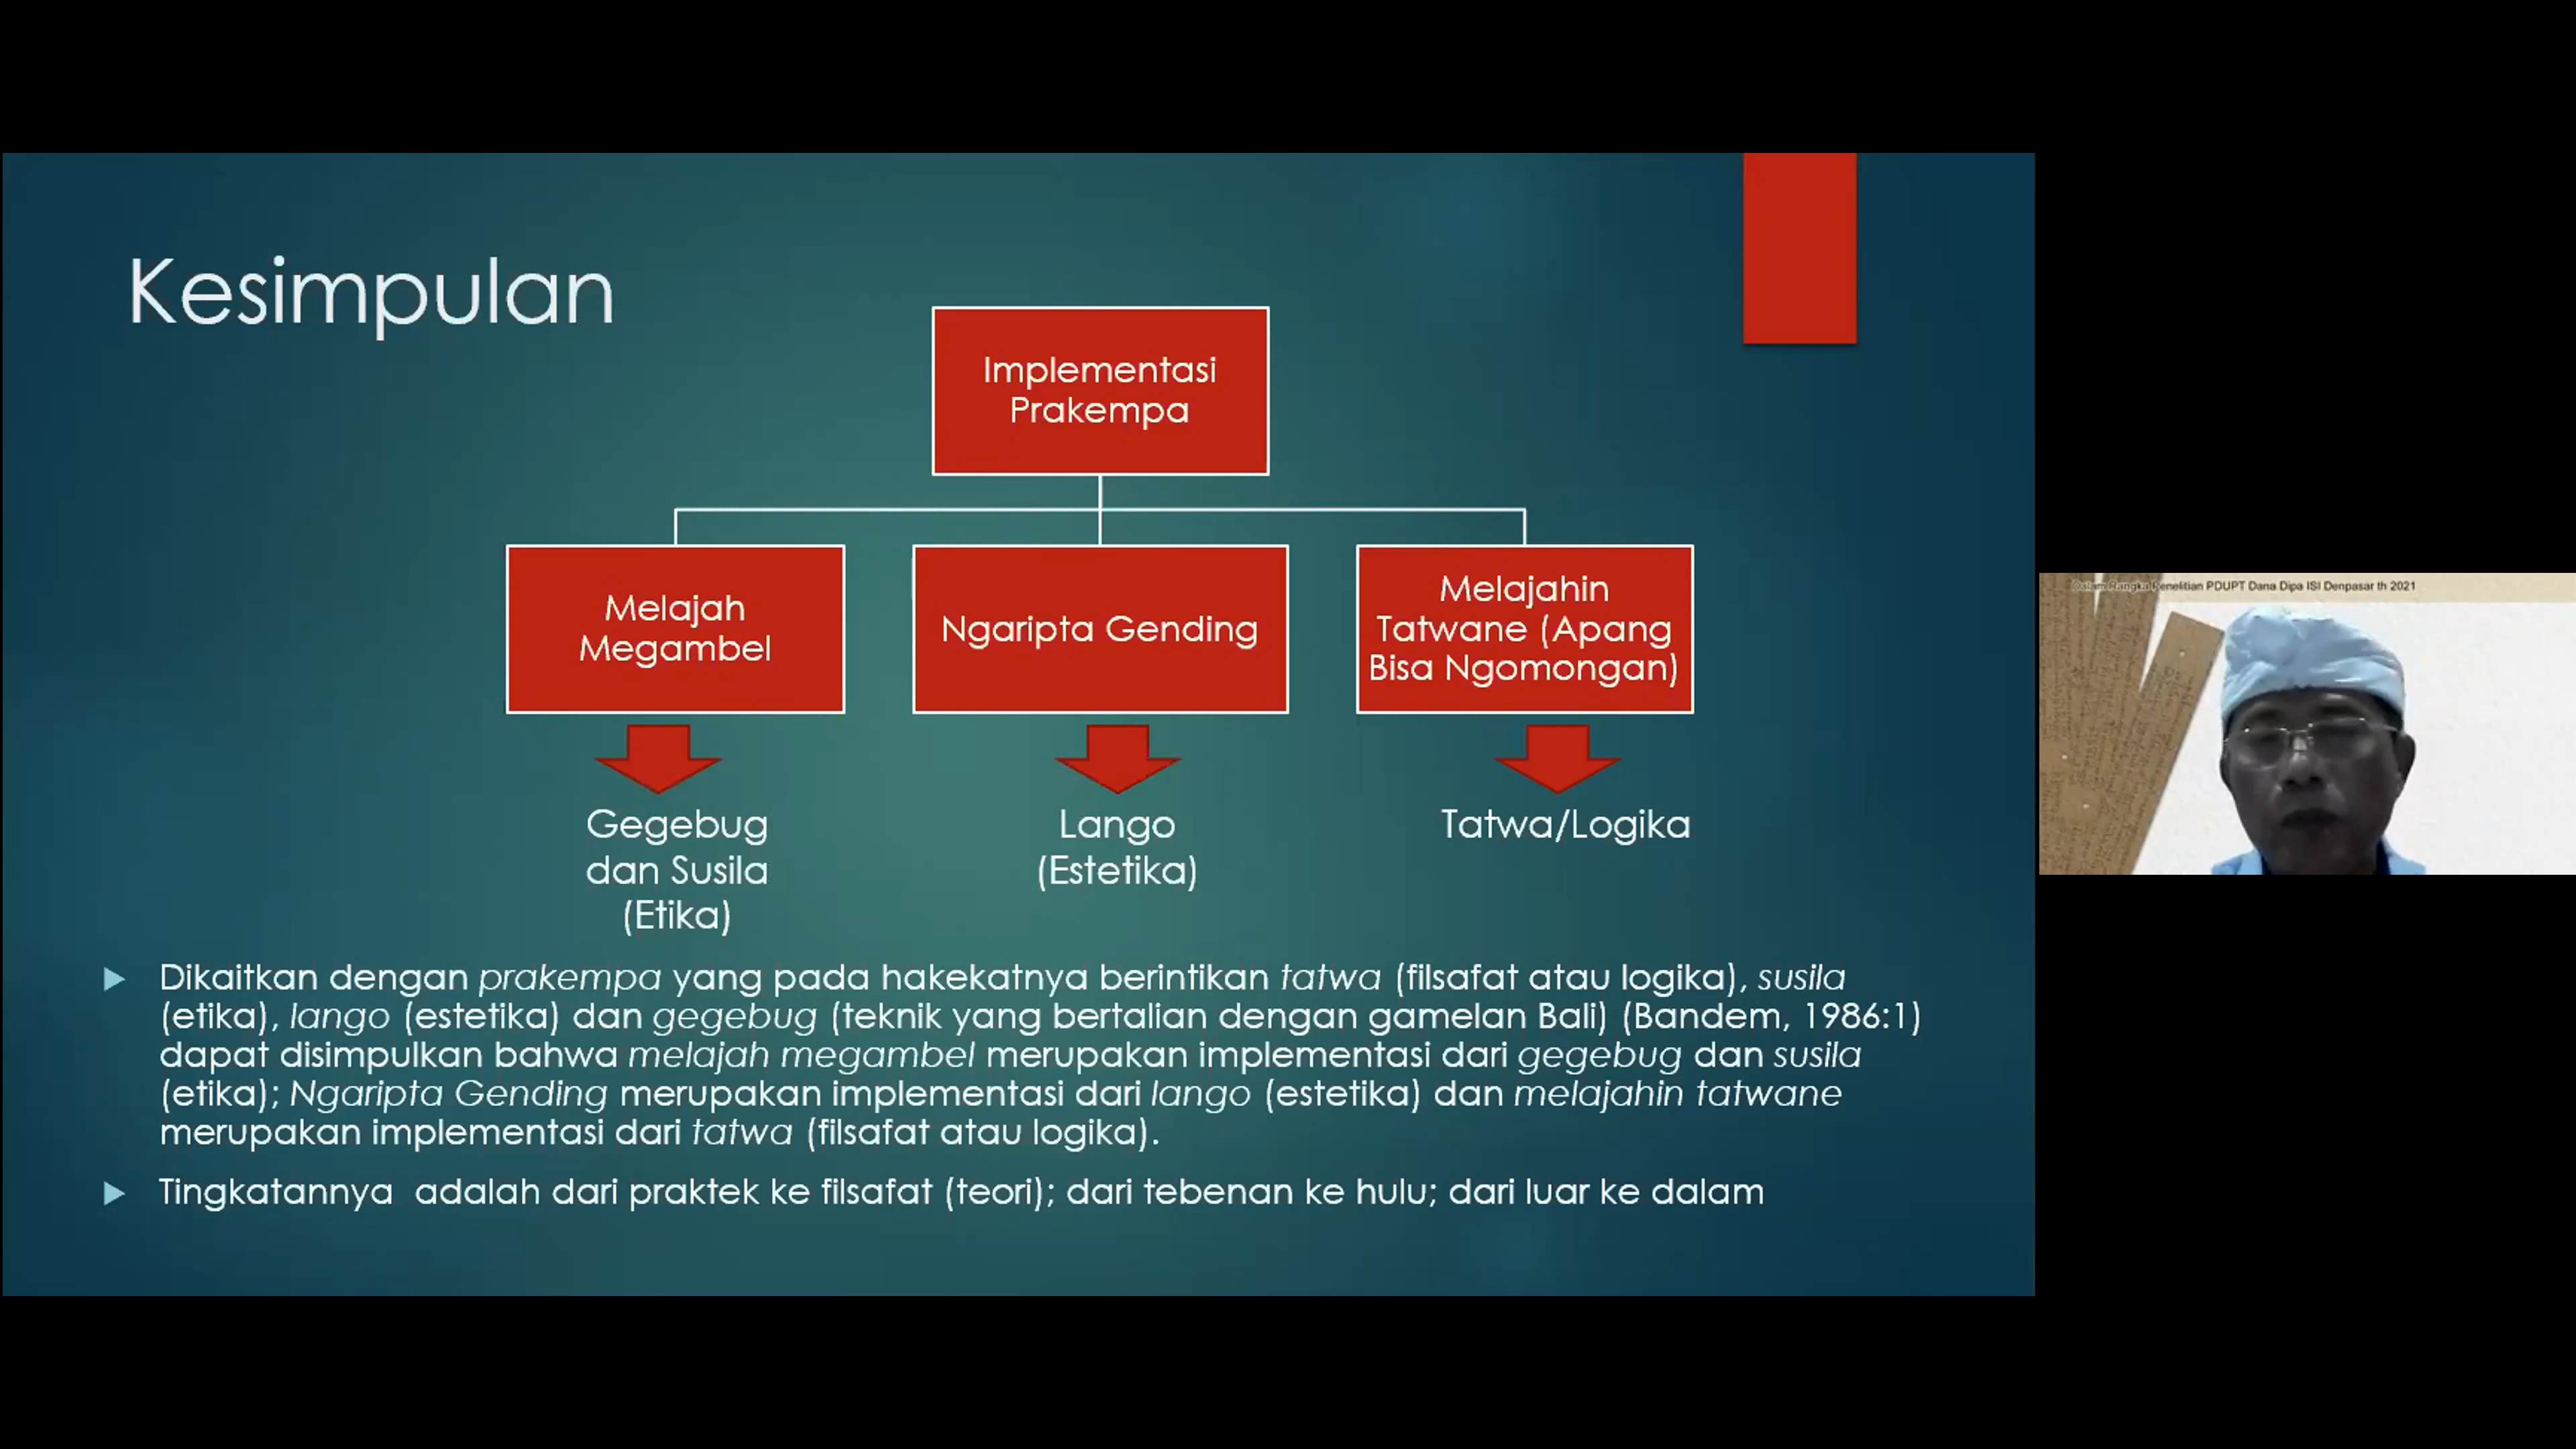 Kesimpulan
Implementasi
Prakempa
Melajah
Megambel
Ngaripta Gending
Melajahin
Tatwane (Apang
Bisa Ngomongan)
Gegebug
dan Susila
(Etika)
Lango
(Estetika)
Tatwa/Logika
Dikaitkan dengan prakempa yang pada hakekatnya berintikan tatwa (filsafat atau logika), susila
(etika), lango (estetika) dan gegebug (teknik yang bertalian dengan gamelan Bali) (Bandem, 1986:1)
dapat disimpulkan bahwa melajah megambel merupakan implementasi dari gegebug dan susila
(etika); Ngaripta Gending merupakan implementasi dari lango (estetika) dan melajahin tatwane
merupakan implementasi dari tatwa (filsafat atau logika).
Tingkatannya adalah dari praktek ke filsafat (teori); dari tebenan ke hulu; dari luar ke dalam
Dalam Rangka Penelitian PDUPT Dana Dipa ISI Denpasar th 2021